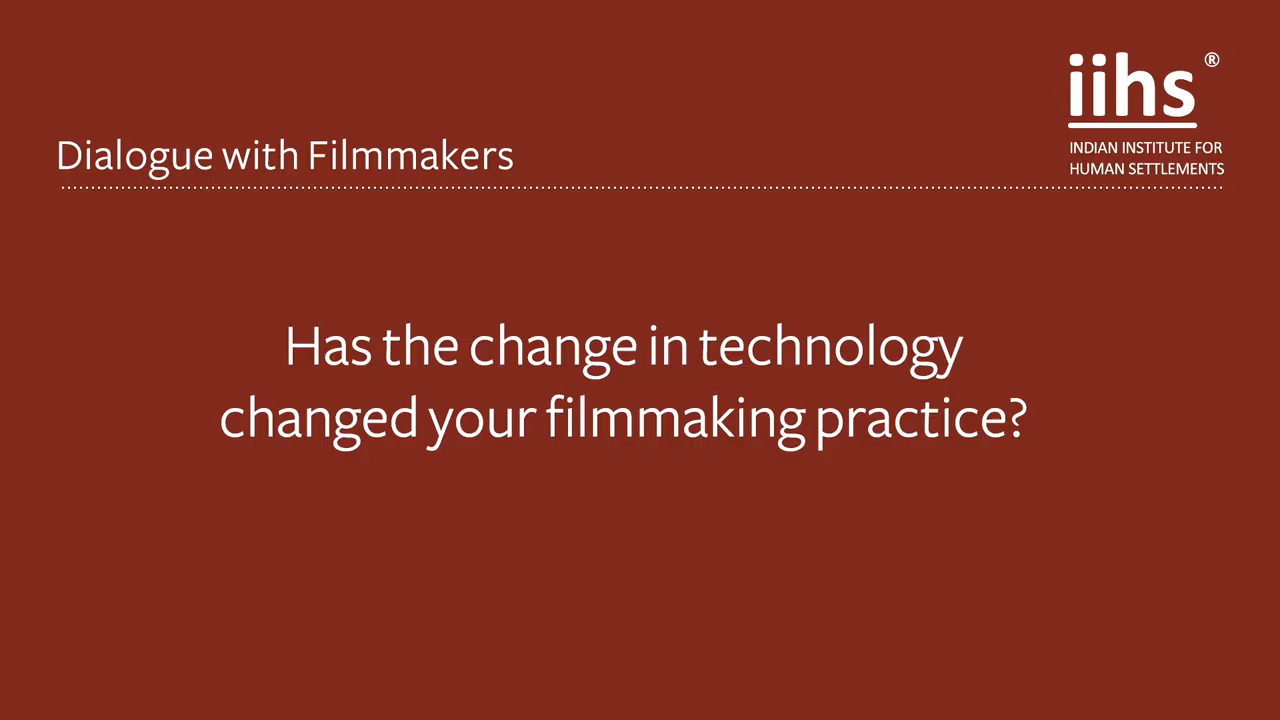 iihs®
INDIAN INSTITUTE FOR
HUMAN SETTLEMENTS
Dialogue with Filmmakers
Has the change in technology
changed your filmmaking practice?